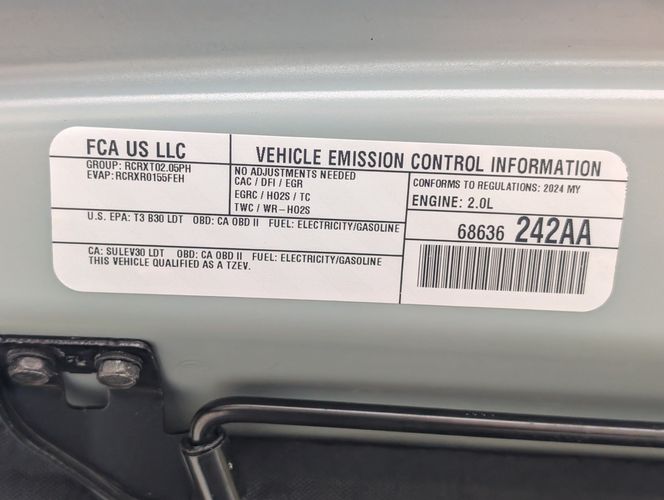 FCA US LLC
GROUP: RCRXT02.05PH
EVAP: RCRXR0155FEH
VEHICLE EMISSION CONTROL INFORMATION
NO ADJUSTMENTS NEEDED
CAC / DFI / EGR
EGRC / HO2S / TC
TWC / WR-HO2S
CONFORMS TO REGULATIONS: 2024 MY
ENGINE: 2.0L
U.S. EPA: T3 B30 LDT OBD: CA OBD II FUEL: ELECTRICITY/GASOLINE
68636 242AA
CA: SULEV30 LDT OBD: CA OBD II FUEL: ELECTRICITY/GASOLINE
THIS VEHICLE QUALIFIED AS A TZEV.